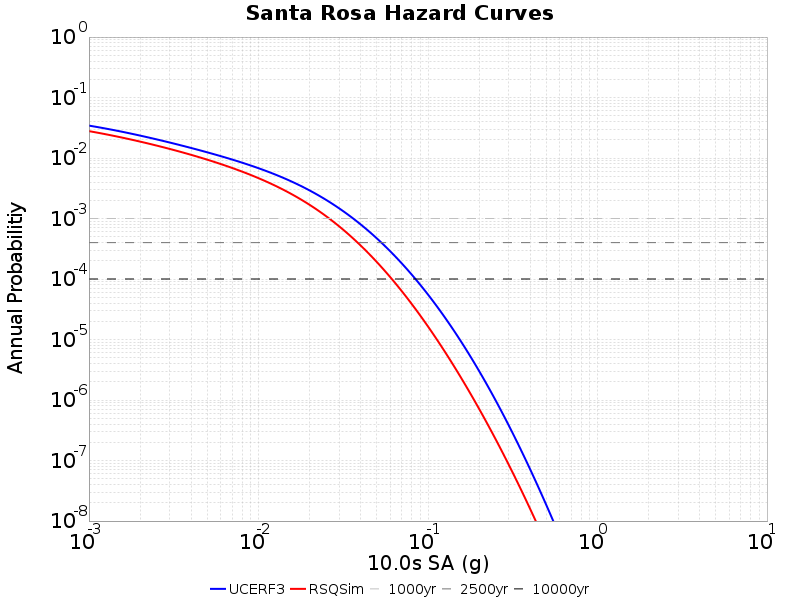 Santa Rosa Hazard Curves
10^0
10^-1
10^-2
10^-3
10^-4
10^-5
10^-6
10^-7
10^-8
Annual Probabilitiy
10^-3 10^-2 10^-1 10^0 10^1
10.0s SA (g)
UCERF3 RSQSim 1000yr 2500yr 10000yr